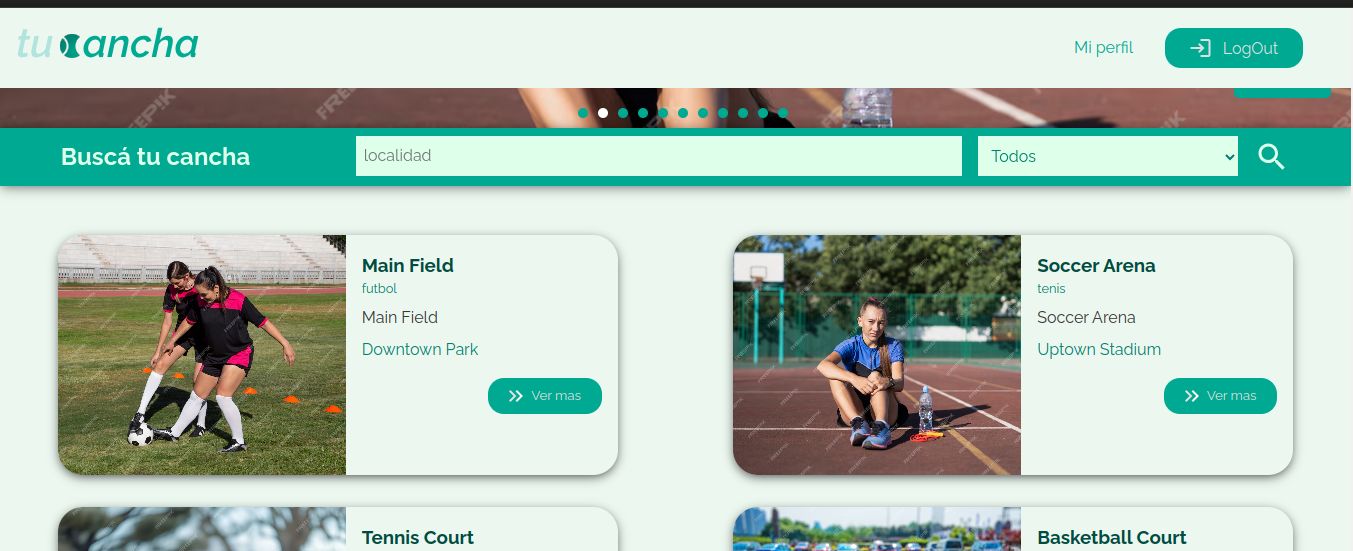 tu cancha
Mi perfil
LogOut
Buscá tu cancha
localidad
Todos
Main Field
futbol
Main Field
Downtown Park
Ver mas
Soccer Arena
tenis
Soccer Arena
Uptown Stadium
Ver mas
Tennis Court
Basketball Court